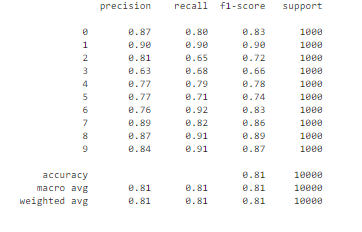 precision recall f1-score support
0 0.87 0.80 0.83 1000
1 0.90 0.90 0.90 1000
2 0.81 0.65 0.72 1000
3 0.63 0.68 0.66 1000
4 0.77 0.79 0.78 1000
5 0.77 0.71 0.74 1000
6 0.76 0.92 0.83 1000
7 0.89 0.82 0.86 1000
8 0.87 0.91 0.89 1000
9 0.84 0.91 0.87 1000
accuracy 0.81 10000
macro avg 0.81 0.81 0.81 10000
weighted avg 0.81 0.81 0.81 10000